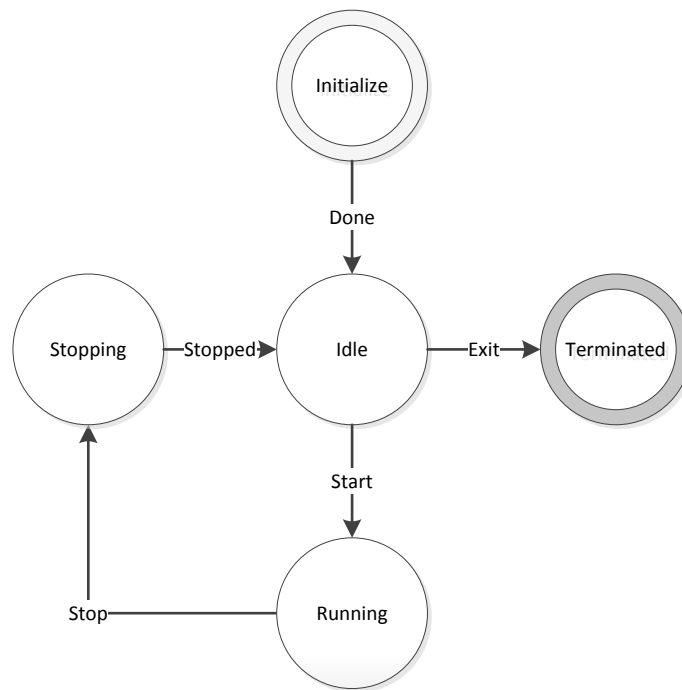 Initialize
Done
Stopping
Stopped
Idle
Exit
Terminated
Start
Stop
Running